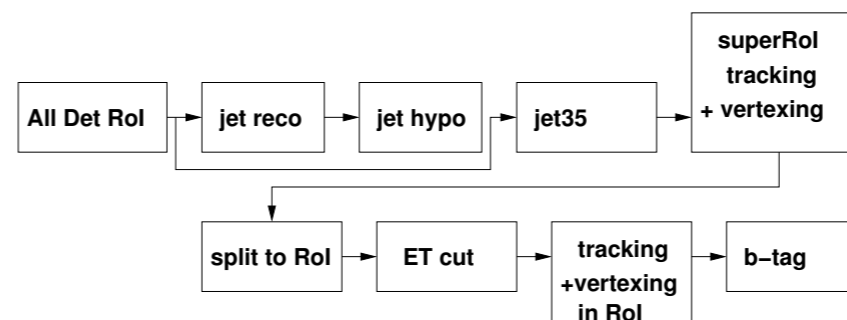 All Det RoI
jet reco
jet hypo
jet35
superRoI
tracking
+ vertexing
split to RoI
ET cut
tracking
+vertexing
in RoI
b−tag